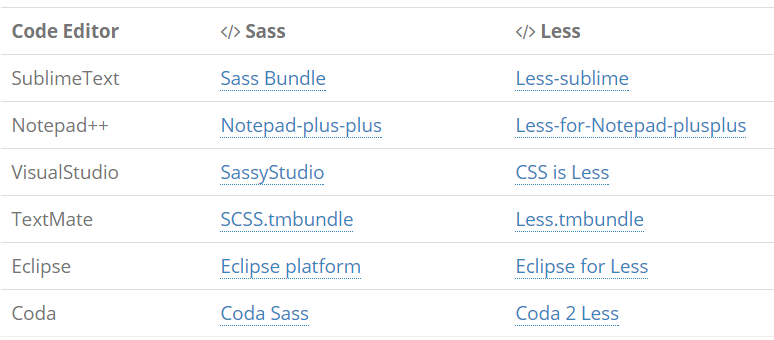 Code Editor </> Sass </> Less
SublimeText Sass Bundle Less-sublime
Notepad++ Notepad-plus-plus Less-for-Notepad-plusplus
VisualStudio SassyStudio CSS is Less
TextMate SCSS.tmbundle Less.tmbundle
Eclipse Eclipse platform Eclipse for Less
Coda Coda Sass Coda 2 Less